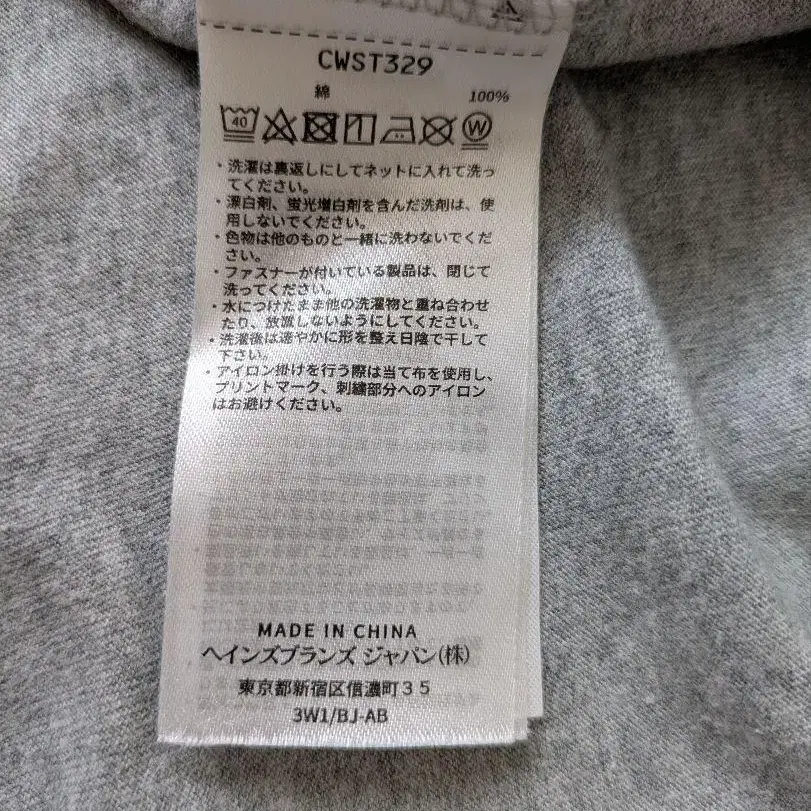 CWST329
綿 100%
40 W
・洗濯は裏返しにしてネットに入れて洗っ
てください。
・漂白剤、蛍光増白剤を含んだ洗剤は、使
用しないでください。
・色物は他のものと一緒に洗わないでくだ
さい。
・ファスナーが付いている製品は、閉じて
洗ってください。
・水につけたまま他の洗濯物と重ね合わせ
たり、放置しないようにしてください。
・洗濯後は速やかに形を整え日陰で干して
下さい。
・アイロン掛けを行う際は当て布を使用し、
プリントマーク、刺繍部分へのアイロン
はお避けください。
MADE IN CHINA
ヘインズブランズ ジャパン(株)
東京都新宿区信濃町35
3W1/BJ-AB